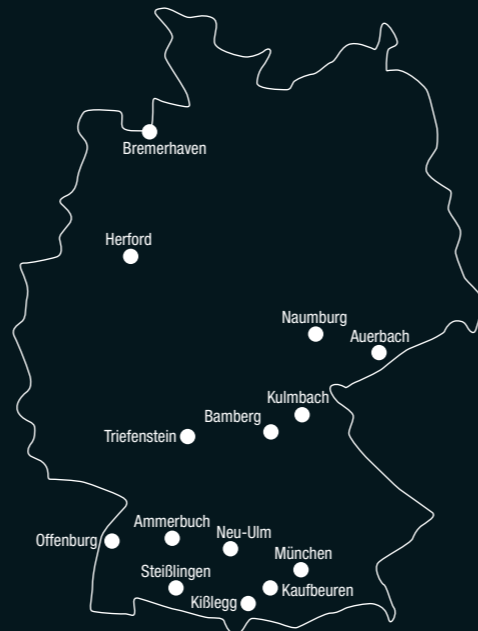 Bremerhaven
Herford
Naumburg
Auerbach
Kulmbach
Bamberg
Triefenstein
Ammerbuch
Offenburg
Neu-Ulm
München
Steißlingen
Kaufbeuren
Kißlegg